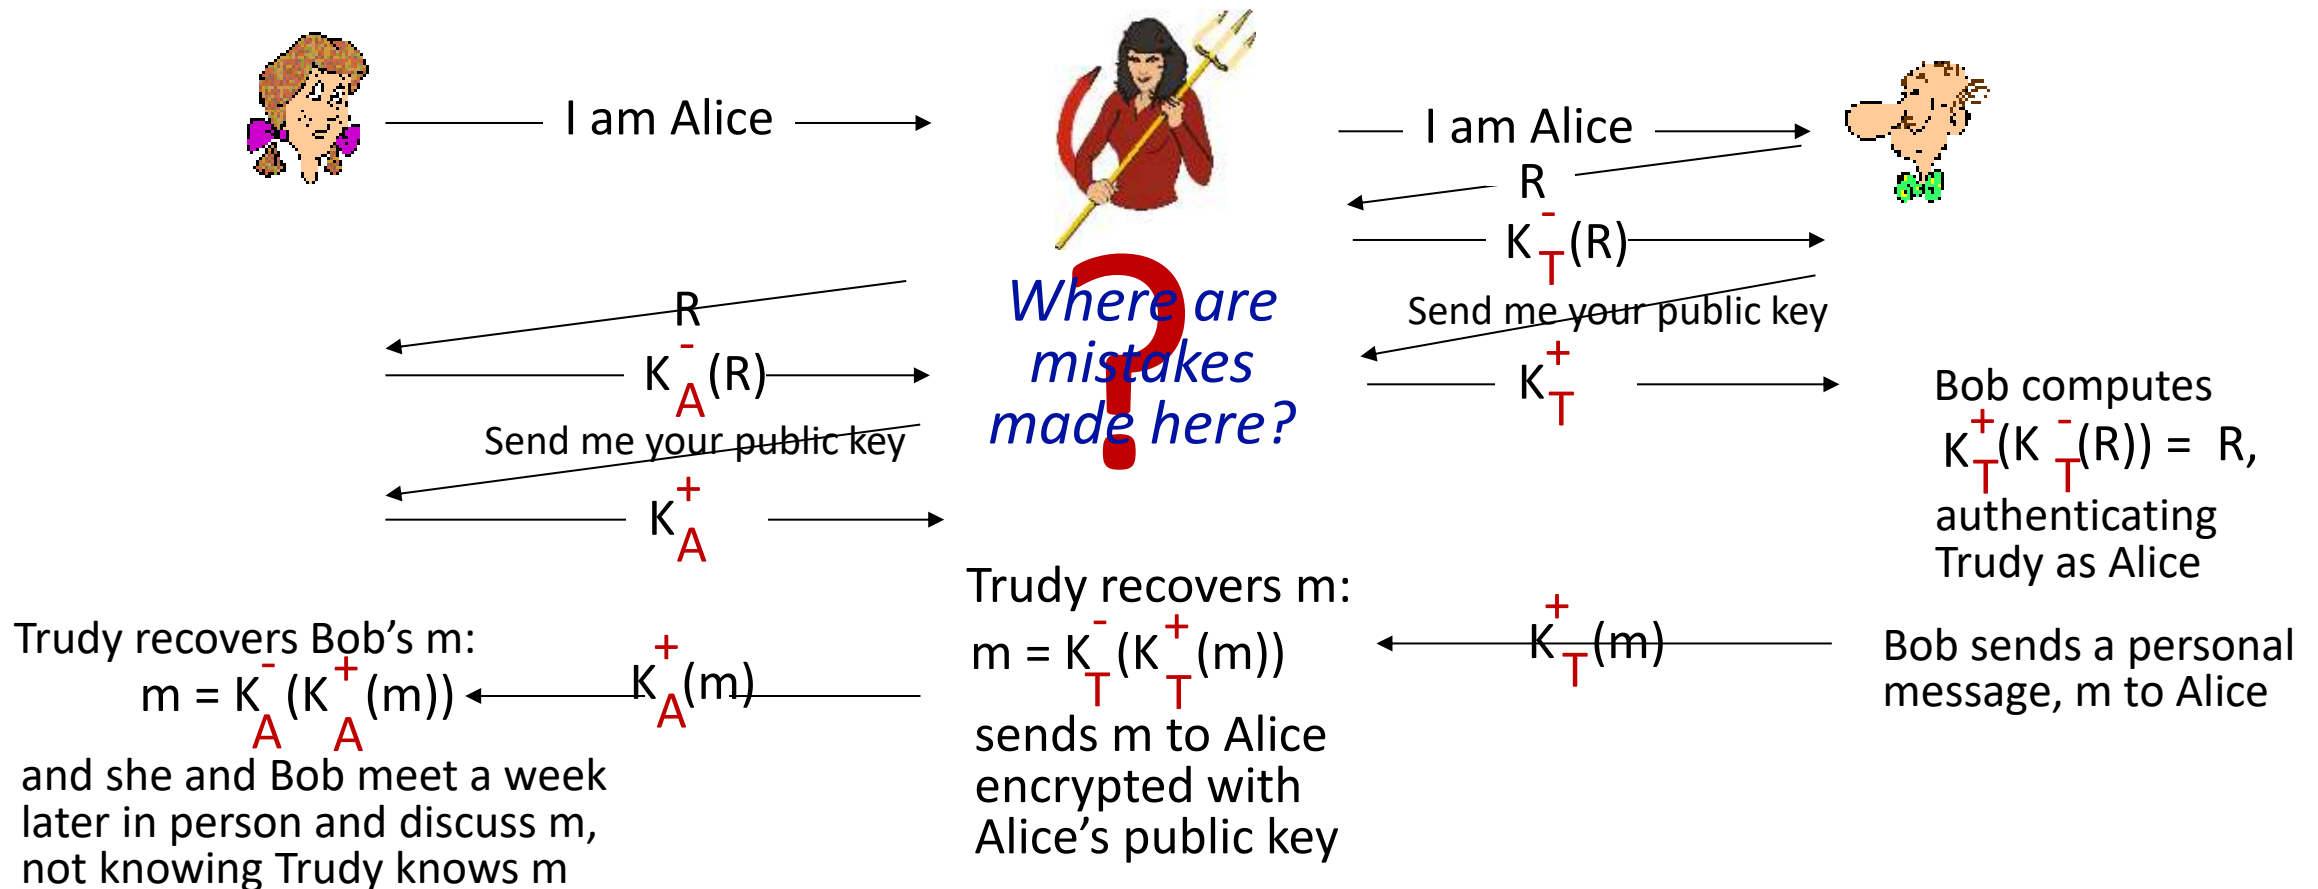 I am Alice
I am Alice
R
K-T(R)
Send me your public key
K+T
R
K-A(R)
Send me your public key
K+A
?
Where are
mistakes
made here?
Bob computes
K+T(K-T(R)) = R,
authenticating
Trudy as Alice
Bob sends a personal
message, m to Alice
K+T(m)
Trudy recovers m:
m = K-T(K+T(m))
sends m to Alice
encrypted with
Alice’s public key
K+A(m)
Trudy recovers Bob’s m:
m = K-A(K+A(m))
and she and Bob meet a week
later in person and discuss m,
not knowing Trudy knows m